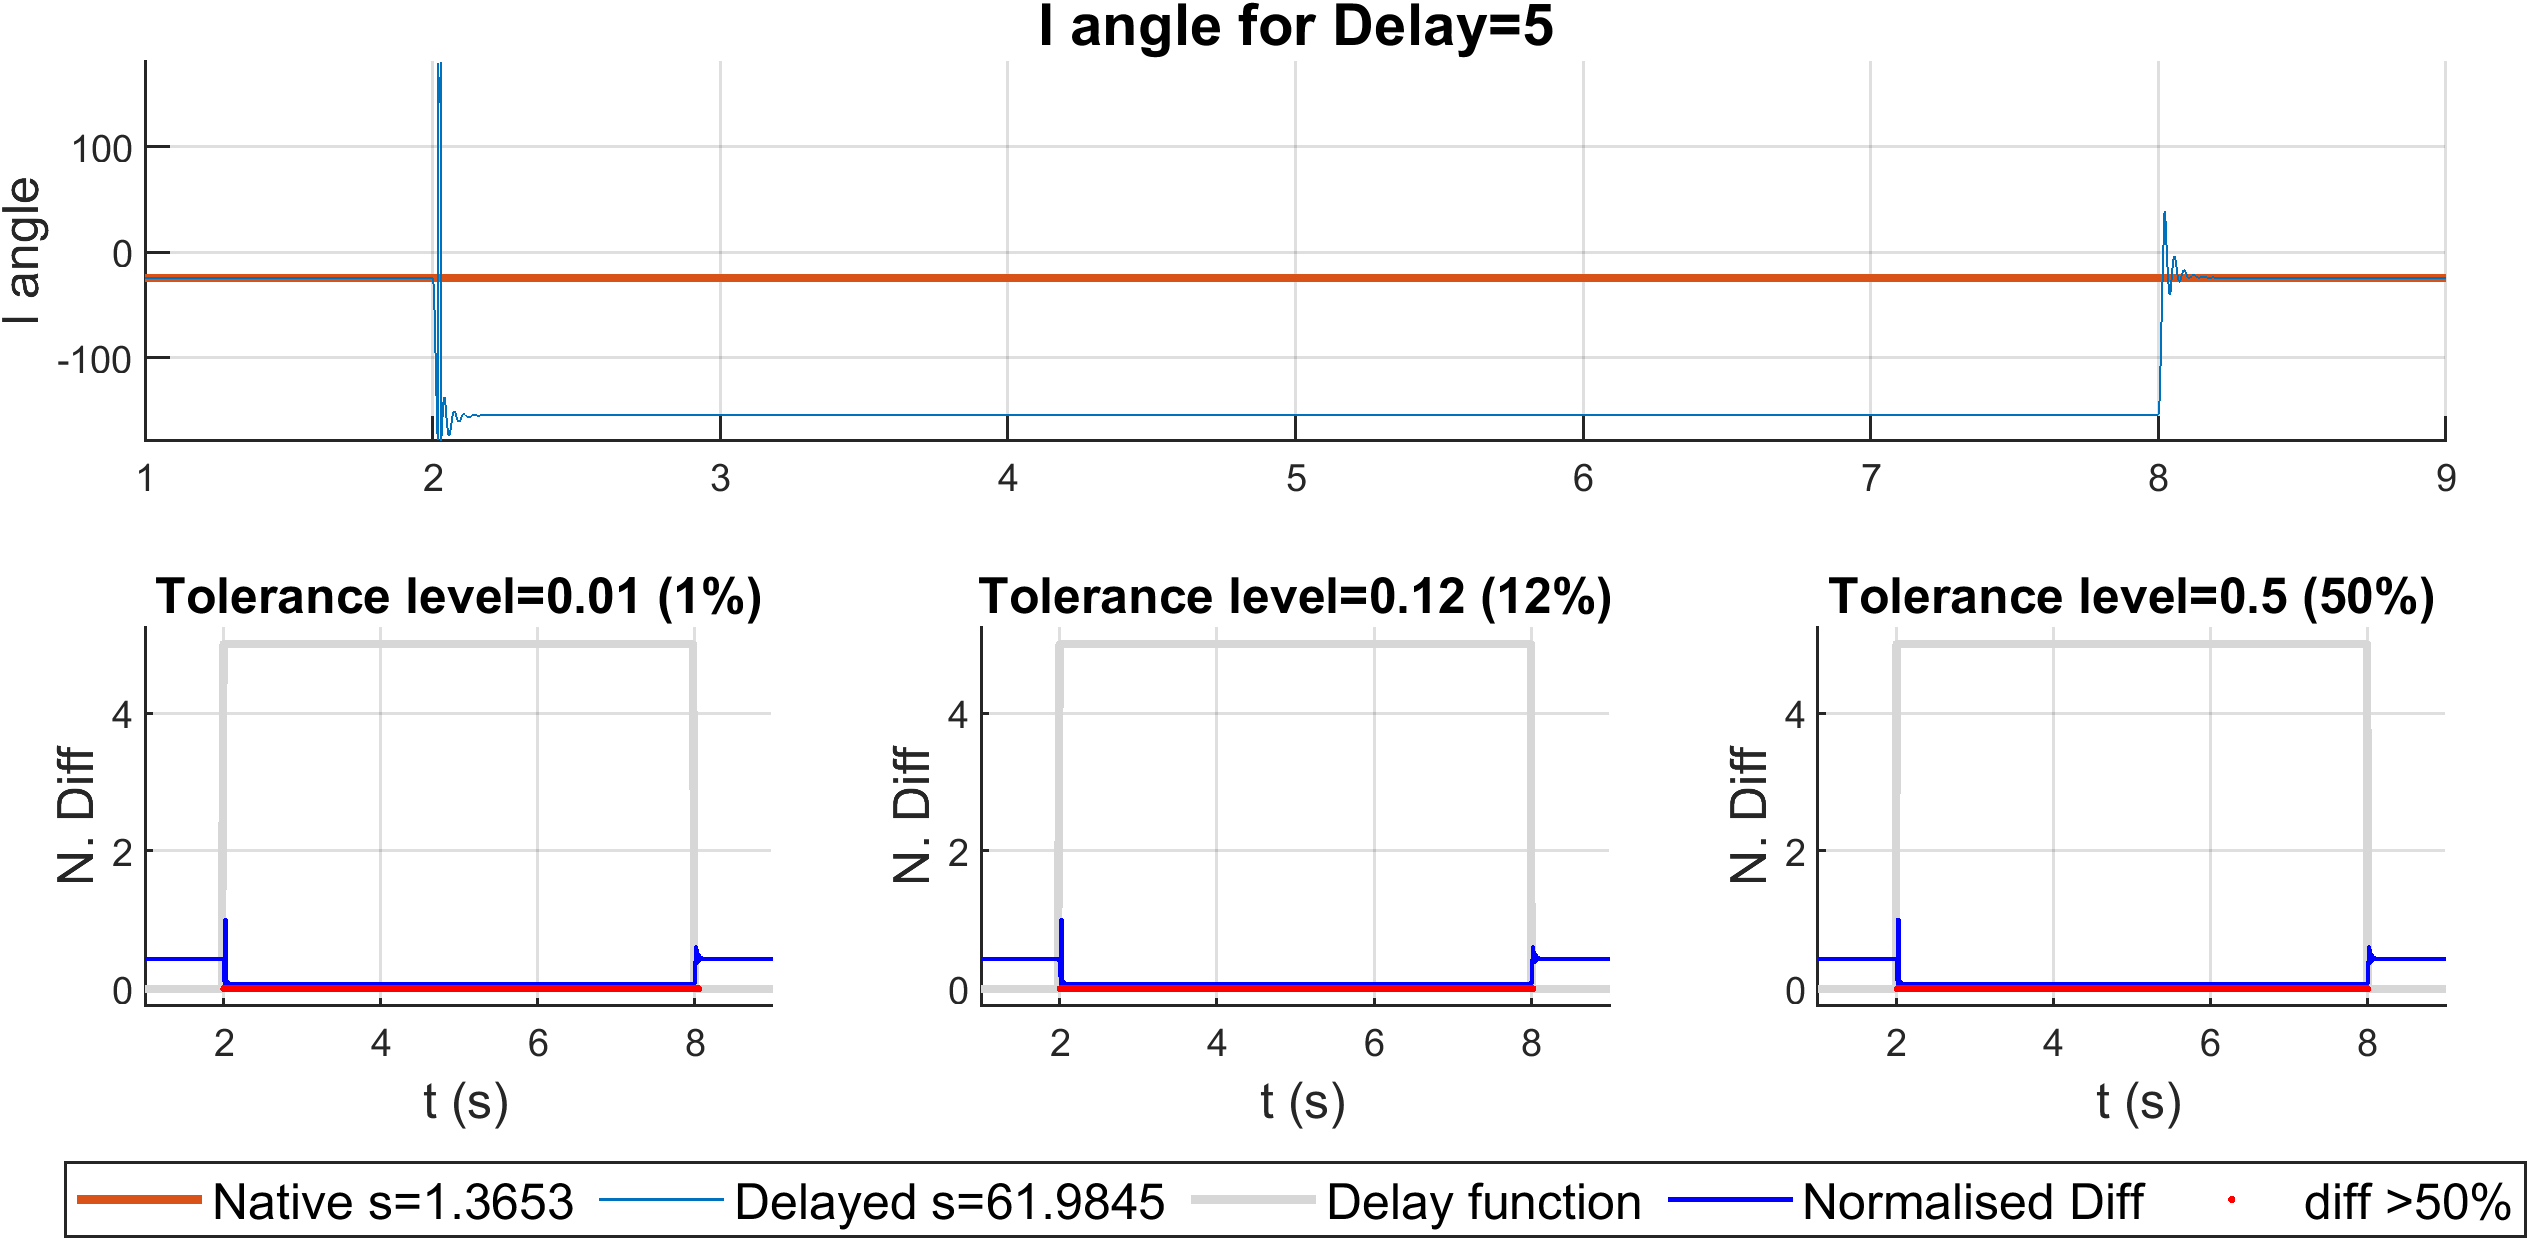 I angle for Delay=5
I angle
100
0
-100
1 2 3 4 5 6 7 8 9
Tolerance level=0.01 (1%)
N. Diff
4
2
0
2 4 6 8
t (s)
Tolerance level=0.12 (12%)
N. Diff
4
2
0
2 4 6 8
t (s)
Tolerance level=0.5 (50%)
N. Diff
4
2
0
2 4 6 8
t (s)
Native s=1.3653 Delayed s=61.9845 Delay function Normalised Diff diff >50%